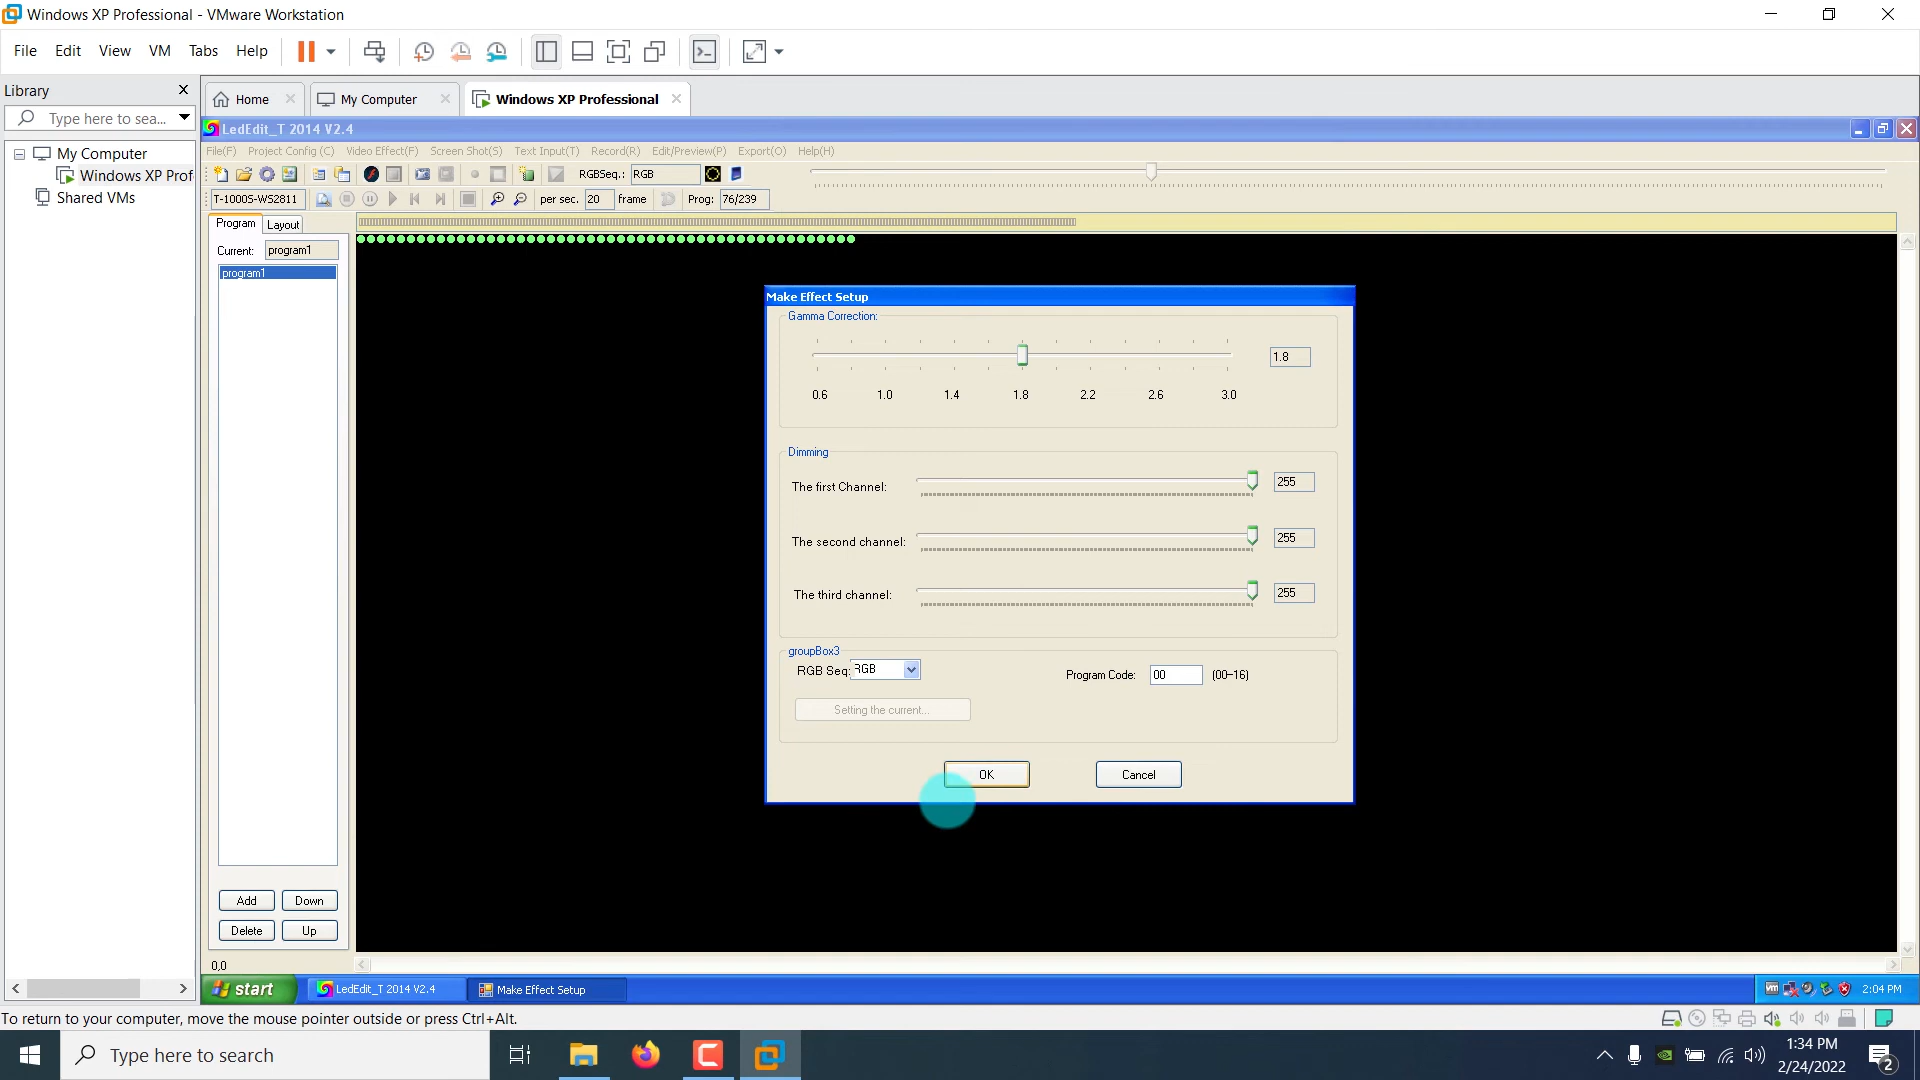 Windows XP Professional - VMware Workstation
File Edit View VM Tabs Help
Library
Type here to sea...
My Computer
Windows XP Prof
Shared VMs
Home
My Computer
Windows XP Professional
LedEdit_T 2014 V2.4
File(F) Project Config (C) Video Effect(F) Screen Shot(S) Text Input(T) Record(R) Edit/Preview(P) Export(O) Help(H)
RGBSeq.: RGB
T-1000S-WS2811
per sec. 20 frame Prog: 76/239
Program Layout
Current: program1
program1
Make Effect Setup
Gamma Correction:
1.8
0.6 1.0 1.4 1.8 2.2 2.6 3.0
Dimming
The first Channel: 255
The second channel: 255
The third channel: 255
groupBox3
RGB Seq: RGB
Program Code: 00 (00-16)
Setting the current...
OK Cancel
Add Down
Delete Up
0,0
start
LedEdit_T 2014 V2.4
Make Effect Setup
2:04 PM
To return to your computer, move the mouse pointer outside or press Ctrl+Alt.
Type here to search
1:34 PM
2/24/2022
2